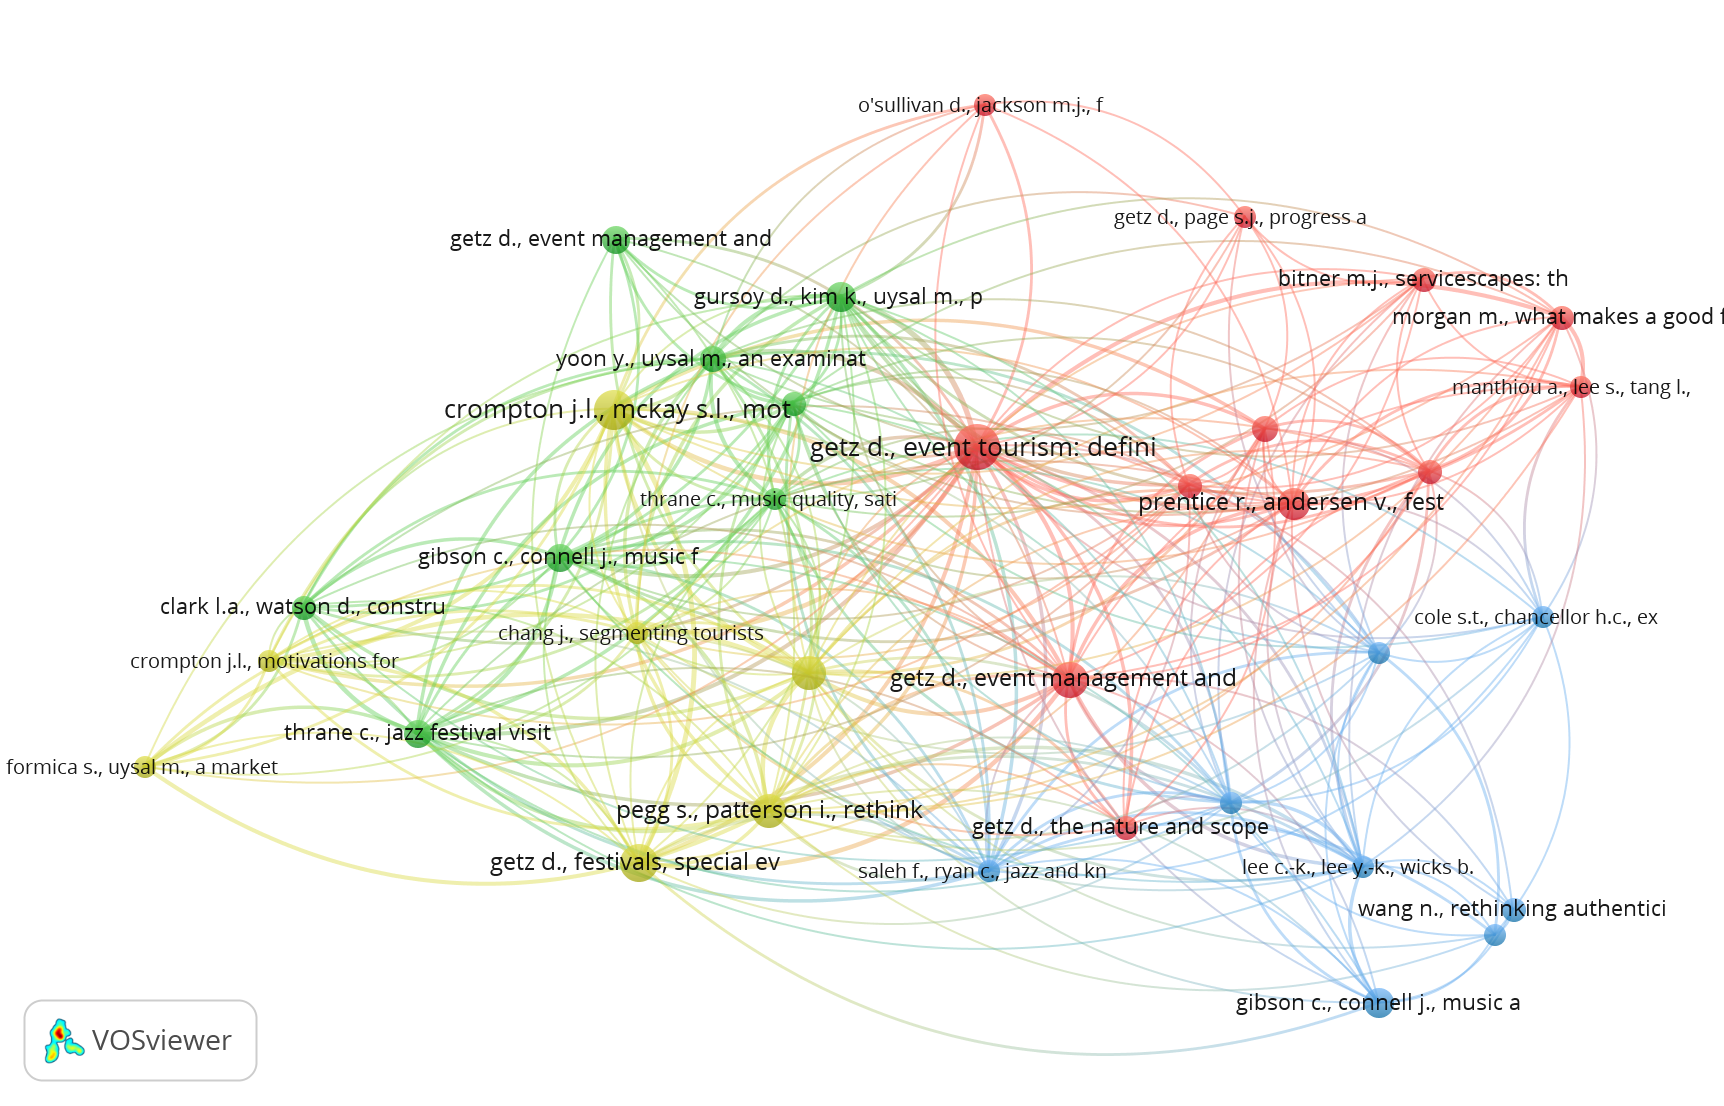 o'sullivan d., jackson m.j., f
getz d., page s.j., progress a
getz d., event management and
bitner m.j., servicescapes: th
gursoy d., kim k., uysal m., p
morgan m., what makes a good f
yoon y., uysal m., an examinat
manthiou a., lee s., tang l.,
crompton j.l., mckay s.l., mot
getz d., event tourism: defini
thrane c., music quality, sati
prentice r., andersen v., fest
gibson c., connell j., music f
clark l.a., watson d., constru
cole s.t., chancellor h.c., ex
chang j., segmenting tourists
crompton j.l., motivations for
getz d., event management and
thrane c., jazz festival visit
formica s., uysal m., a market
pegg s., patterson i., rethink
getz d., the nature and scope
getz d., festivals, special ev
saleh f., ryan c., jazz and kn
lee c.-k., lee y.-k., wicks b.
wang n., rethinking authentici
gibson c., connell j., music a
VOSviewer